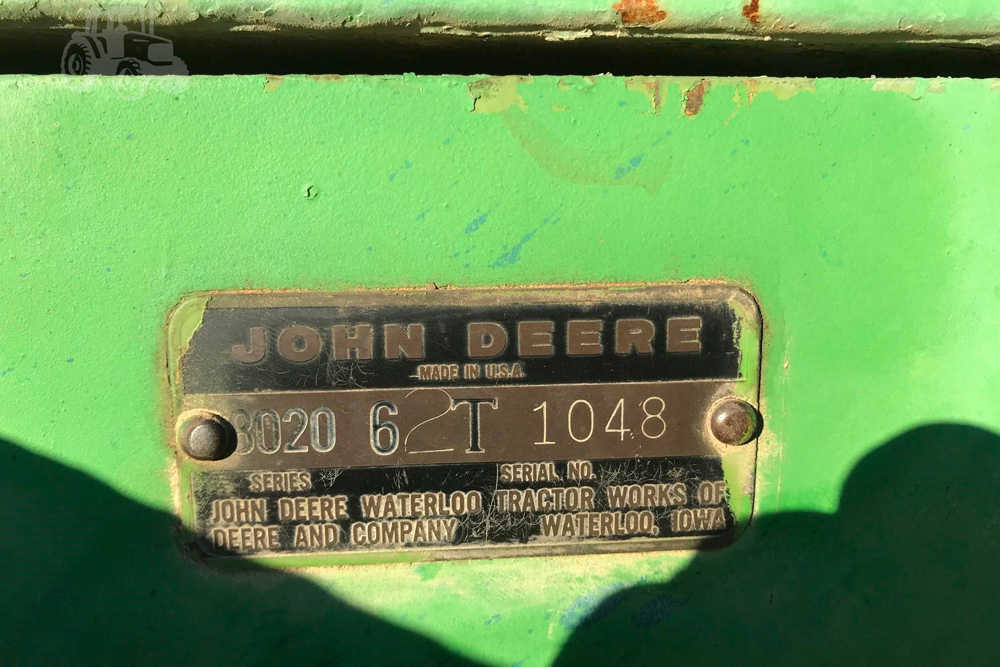 JOHN DEERE
MADE IN U.S.A.
8020 62T 1048
SERIES SERIAL NO.
JOHN DEERE WATERLOO TRACTOR WORKS OF
DEERE AND COMPANY WATERLOO, IOWA